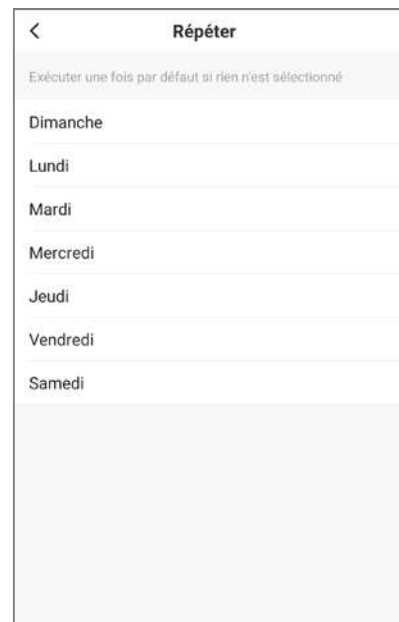 Répéter
Exécuter une fois par défaut si rien n'est sélectionné
Dimanche
Lundi
Mardi
Mercredi
Jeudi
Vendredi
Samedi